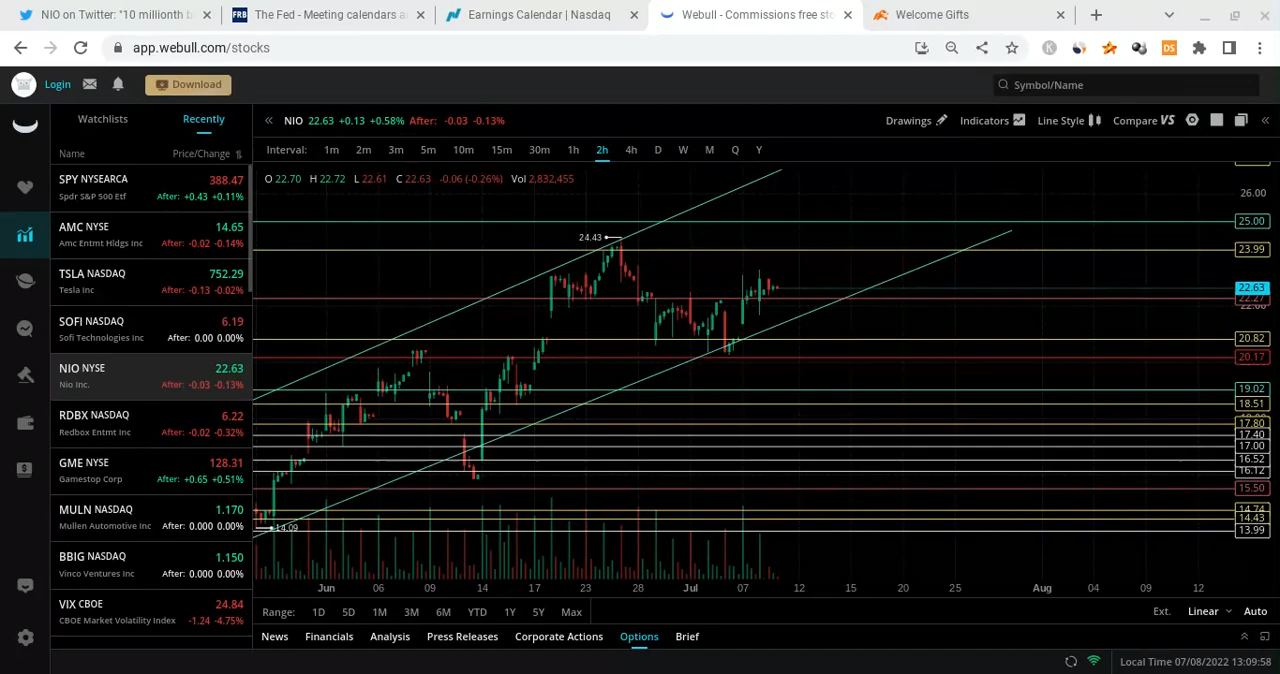 NIO on Twitter: "10 millionth b
The Fed - Meeting calendars a
Earnings Calendar | Nasdaq
Webull - Commissions free sto
Welcome Gifts
app.webull.com/stocks
K
DS
Login
Download
Symbol/Name
Watchlists
Recently
Name
Price/Change
SPY NYSEARCA 388.47
Spdr S&P 500 Etf After: +0.43 +0.11%
AMC NYSE 14.65
Amc Entmt Hldgs Inc After: -0.02 -0.14%
TSLA NASDAQ 752.29
Tesla Inc After: -0.13 -0.02%
SOFI NASDAQ 6.19
Sofi Technologies Inc After: 0.00 0.00%
NIO NYSE 22.63
Nio Inc. After: -0.03 -0.13%
RDBX NASDAQ 6.22
Redbox Entmt Inc After: -0.02 -0.32%
GME NYSE 128.31
Gamestop Corp After: +0.65 +0.51%
MULN NASDAQ 1.170
Mullen Automotive Inc After: 0.000 0.00%
BBIG NASDAQ 1.150
Vinco Ventures Inc After: 0.000 0.00%
VIX CBOE 24.84
CBOE Market Volatility Index -1.24 -4.75%
NIO 22.63 +0.13 +0.58% After: -0.03 -0.13%
Drawings
Indicators
Line Style
Compare VS
Interval: 1m 2m 3m 5m 10m 15m 30m 1h 2h 4h D W M Q Y
O 22.70 H 22.72 L 22.61 C 22.63 -0.06 (-0.26%) Vol 2,832,455
24.43
14.09
26.00
25.00
23.99
22.63
22.27
22.00
20.82
20.17
19.02
18.51
17.80
17.40
17.00
16.52
16.12
15.50
14.74
14.43
13.99
Jun 06 09 14 17 23 28 Jul 07 12 15 20 25 Aug 04 09 12
Range: 1D 5D 1M 3M 6M YTD 1Y 5Y Max
Ext. Linear Auto
News Financials Analysis Press Releases Corporate Actions Options Brief
Local Time 07/08/2022 13:09:58